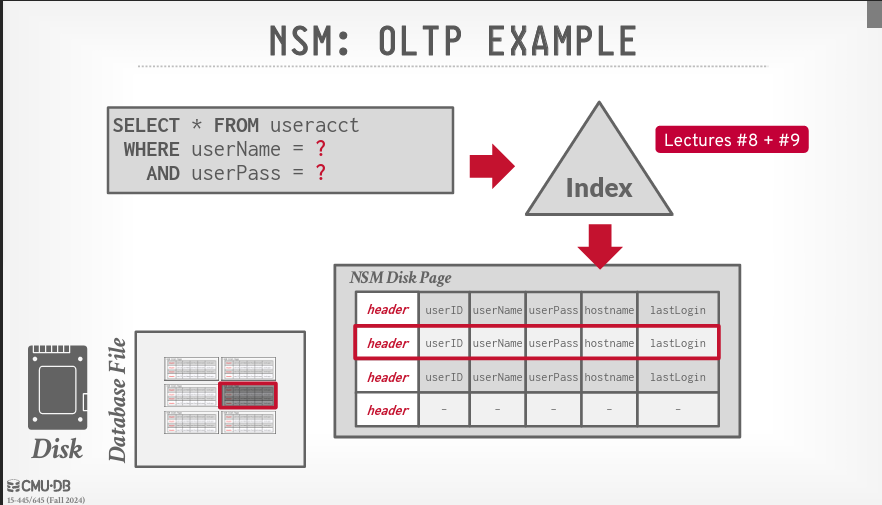 NSM: OLTP EXAMPLE
SELECT * FROM useracct
WHERE userName = ?
AND userPass = ?
Index
Lectures #8 + #9
NSM Disk Page
header userID userName userPass hostname lastLogin
header userID userName userPass hostname lastLogin
header userID userName userPass hostname lastLogin
header - - - - -
Database File
Disk
CMU·DB
15-445/645 (Fall 2024)